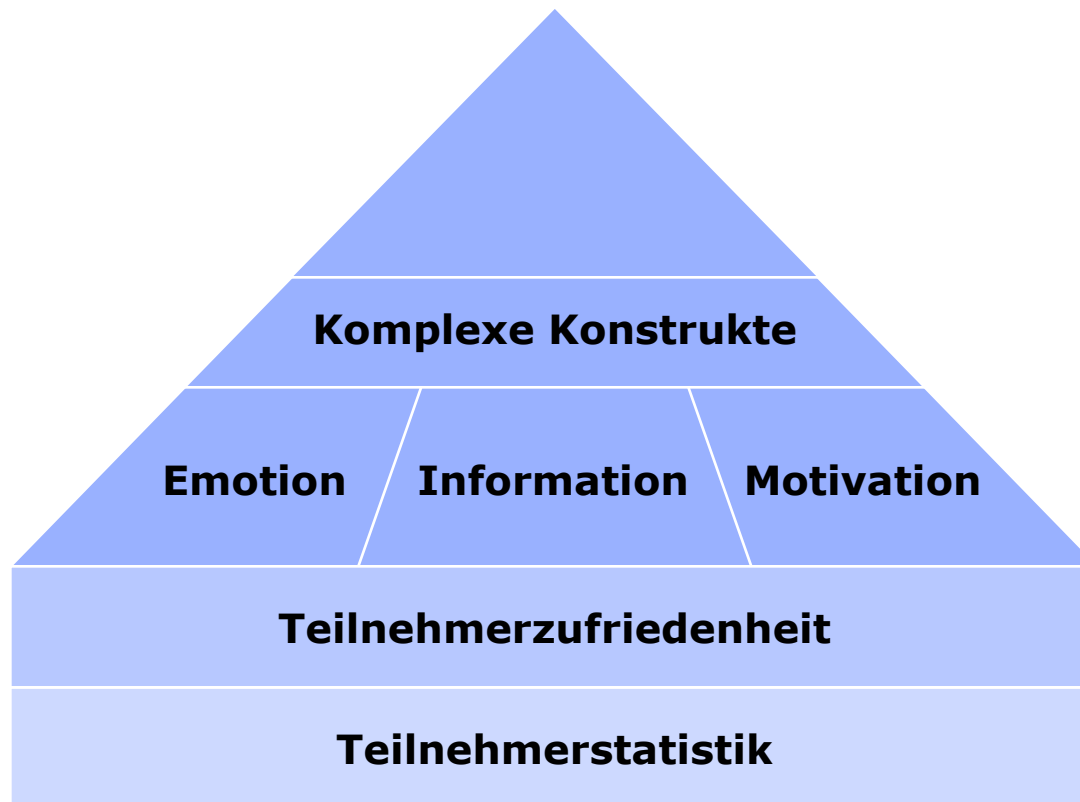 Komplexe Konstrukte
Emotion
Information
Motivation
Teilnehmerzufriedenheit
Teilnehmerstatistik